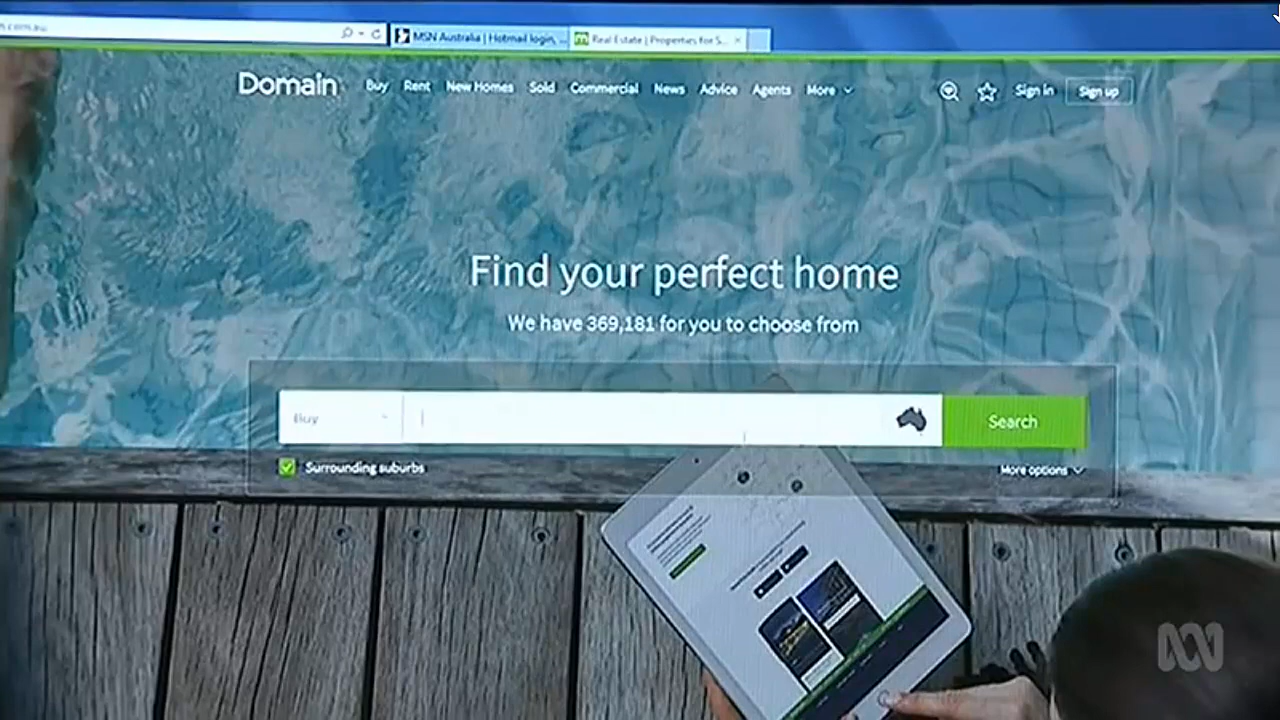 MSN Australia | Hotmail login, ...
Real Estate | Properties for S...
Domain
Buy
Rent
New Homes
Sold
Commercial
News
Advice
Agents
More
Sign in
Sign up
Find your perfect home
We have 369,181 for you to choose from
Buy
Search
Surrounding suburbs
More options